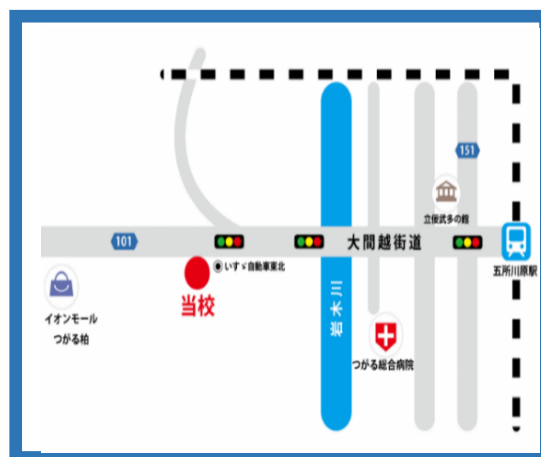 151
立佞武多の館
101
大間越街道
いすゞ自動車東北
五所川原駅
当校
岩木川
イオンモール
つがる柏
つがる総合病院